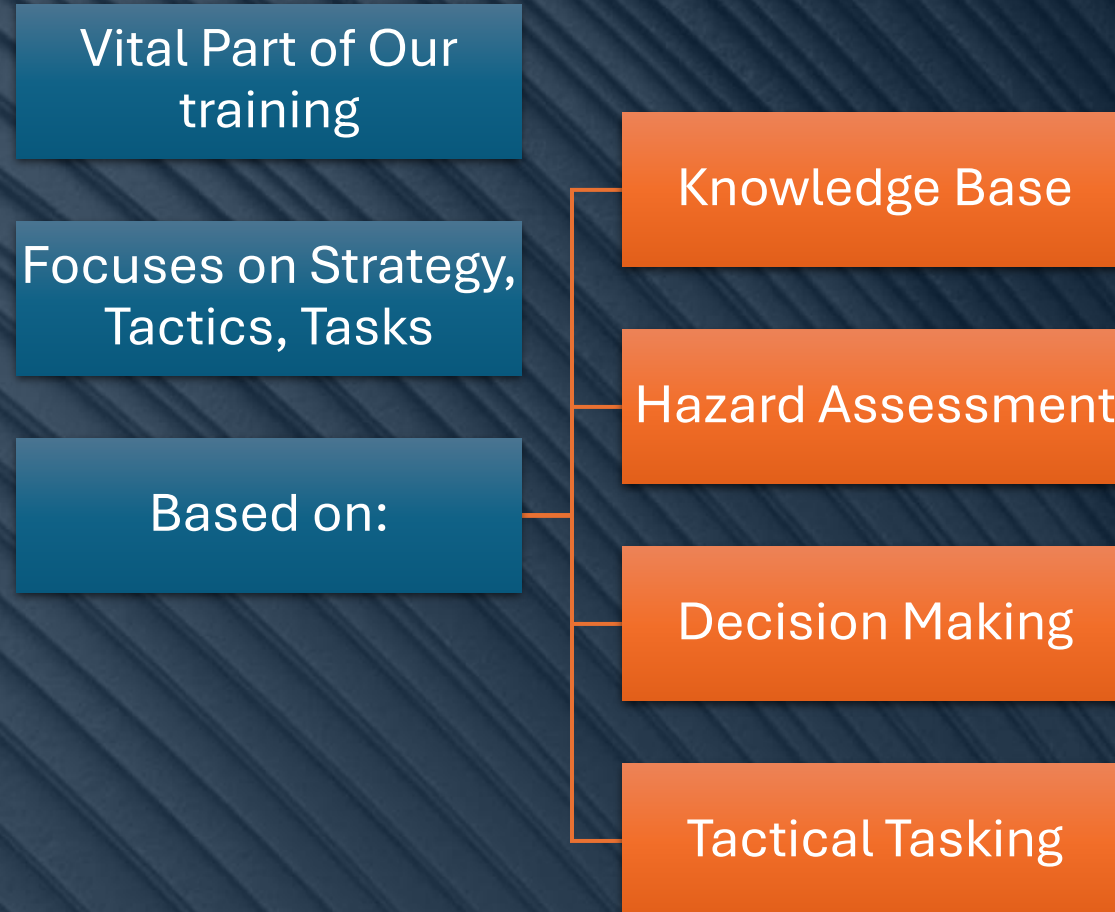 Vital Part of Our
training
Focuses on Strategy,
Tactics, Tasks
Based on:
Knowledge Base
Hazard Assessment
Decision Making
Tactical Tasking